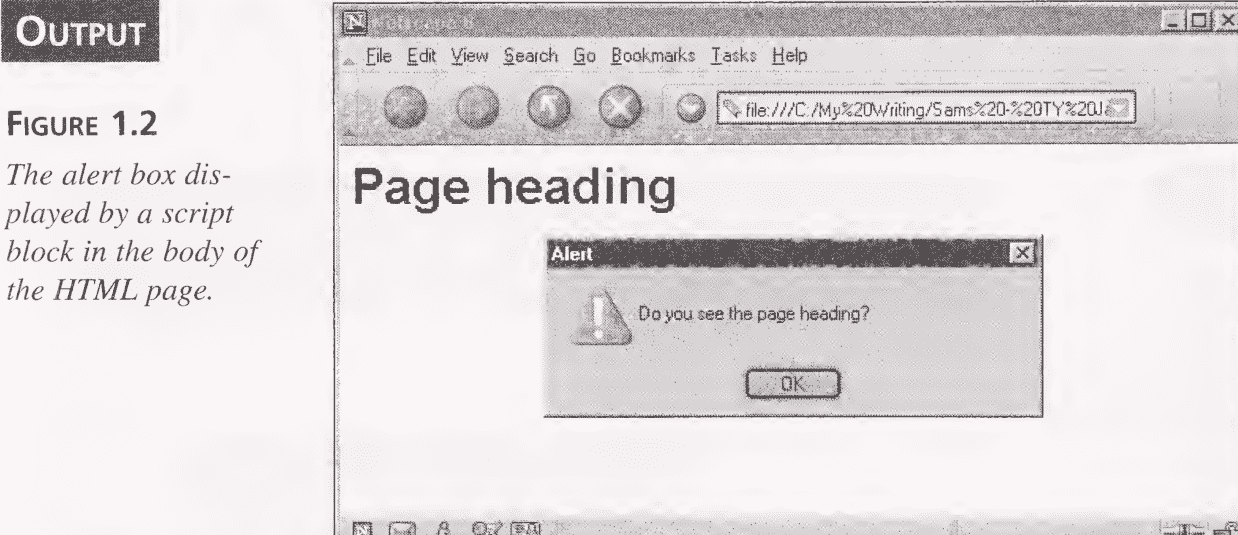 OUTPUT
FIGURE 1.2
The alert box dis-
played by a script
block in the body of
the HTML page.
File Edit View Search Go Bookmarks Tasks Help
file:///C:/My%20Writing/Sams%20-%20TY%20Ja
Page heading
Alert
Do you see the page heading?
OK